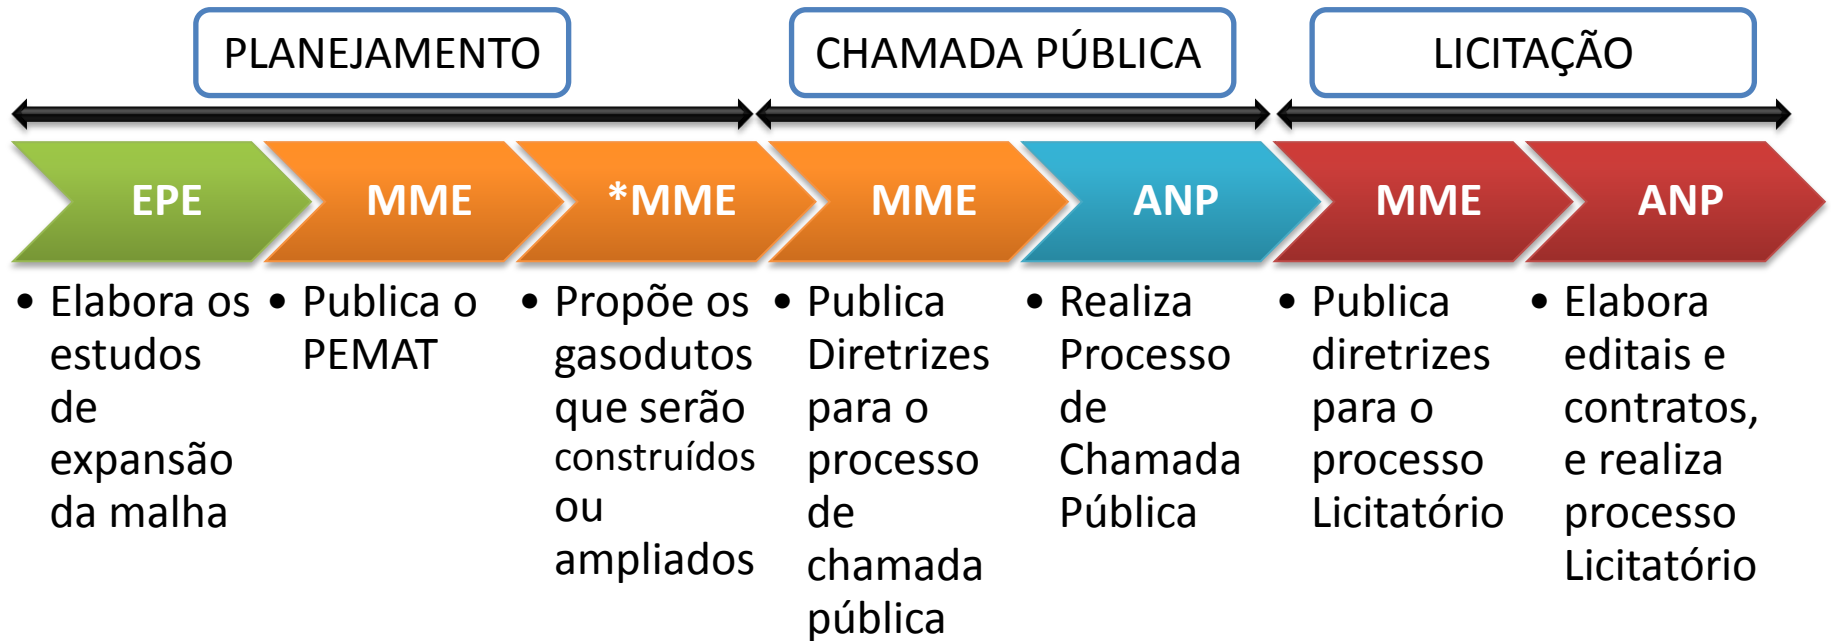 PLANEJAMENTO
CHAMADA PÚBLICA
LICITAÇÃO
EPE
MME
*MME
MME
ANP
MME
ANP
• Elabora os
estudos
de
expansão
da malha
• Publica o
PEMAT
• Propõe os
gasodutos
que serão
construídos
ou
ampliados
• Publica
Diretrizes
para o
processo
de
chamada
pública
• Realiza
Processo
de
Chamada
Pública
• Publica
diretrizes
para o
processo
Licitatório
• Elabora
editais e
contratos,
e realiza
processo
Licitatório